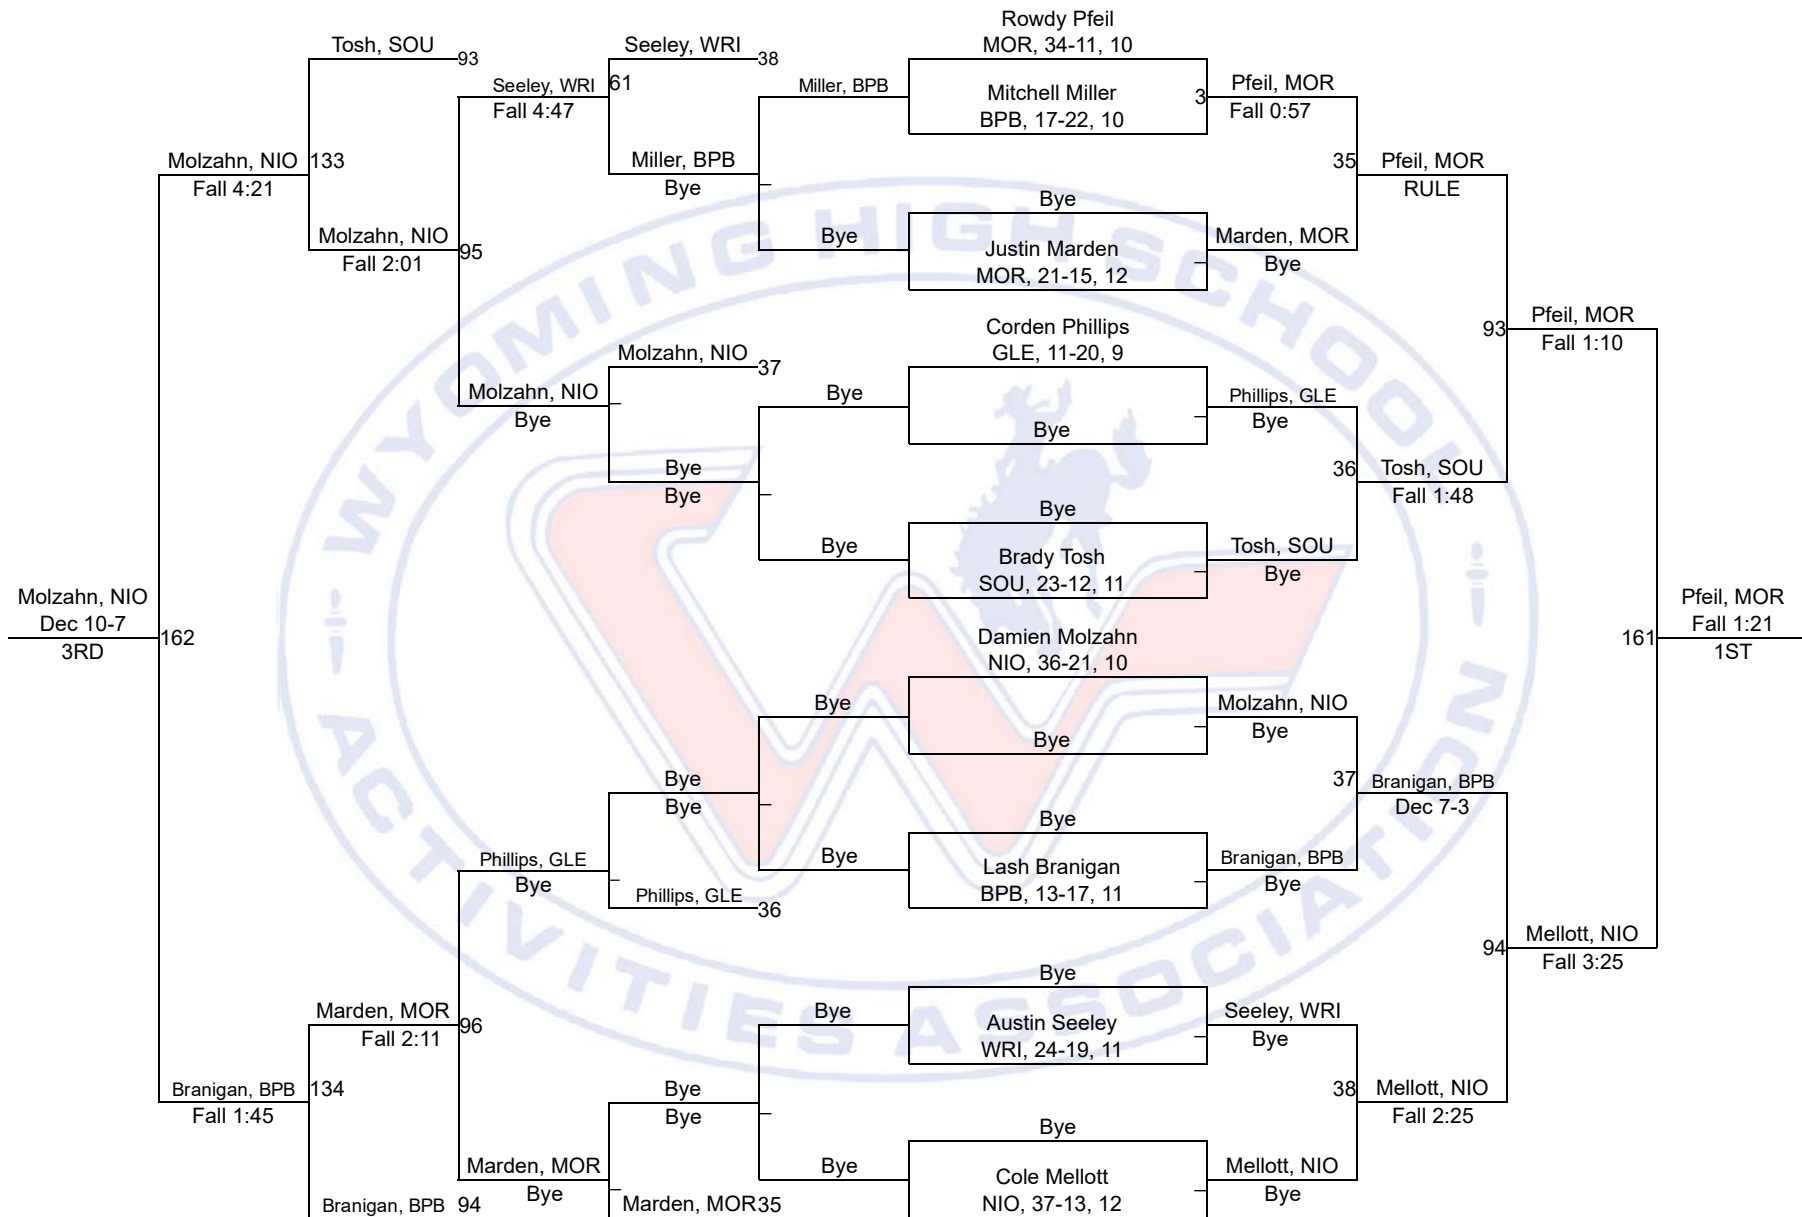 Rowdy Pfeil
MOR, 34-11, 10
Tosh, SOU
93
Seeley, WRI
38
Seeley, WRI
61
Fall 4:47
Miller, BPB
Mitchell Miller
BPB, 17-22, 10
3
Pfeil, MOR
Fall 0:57
Molzahn, NIO
133
Fall 4:21
Miller, BPB
Bye
35
Pfeil, MOR
RULE
Bye
Molzahn, NIO
Fall 2:01
95
Bye
Justin Marden
MOR, 21-15, 12
Marden, MOR
Bye
Corden Phillips
GLE, 11-20, 9
93
Pfeil, MOR
Fall 1:10
Molzahn, NIO
37
Molzahn, NIO
Bye
Bye
Bye
Phillips, GLE
Bye
Bye
Bye
36
Tosh, SOU
Fall 1:48
Bye
Bye
Brady Tosh
SOU, 23-12, 11
Tosh, SOU
Bye
Molzahn, NIO
Dec 10-7
3RD
162
Damien Molzahn
NIO, 36-21, 10
161
Pfeil, MOR
Fall 1:21
1ST
Bye
Bye
Molzahn, NIO
Bye
Bye
Bye
37
Branigan, BPB
Dec 7-3
Bye
Phillips, GLE
Bye
Bye
Lash Branigan
BPB, 13-17, 11
Branigan, BPB
Bye
Phillips, GLE
36
94
Mellott, NIO
Fall 3:25
Bye
Marden, MOR
Fall 2:11
96
Bye
Austin Seeley
WRI, 24-19, 11
Seeley, WRI
Bye
Branigan, BPB
134
Fall 1:45
Bye
Bye
38
Mellott, NIO
Fall 2:25
Bye
Marden, MOR
Bye
Bye
Cole Mellott
NIO, 37-13, 12
Mellott, NIO
Bye
Branigan, BPB
94
Marden, MOR
35
WYOMING HIGH SCHOOL
ACTIVITIES ASSOCIATION